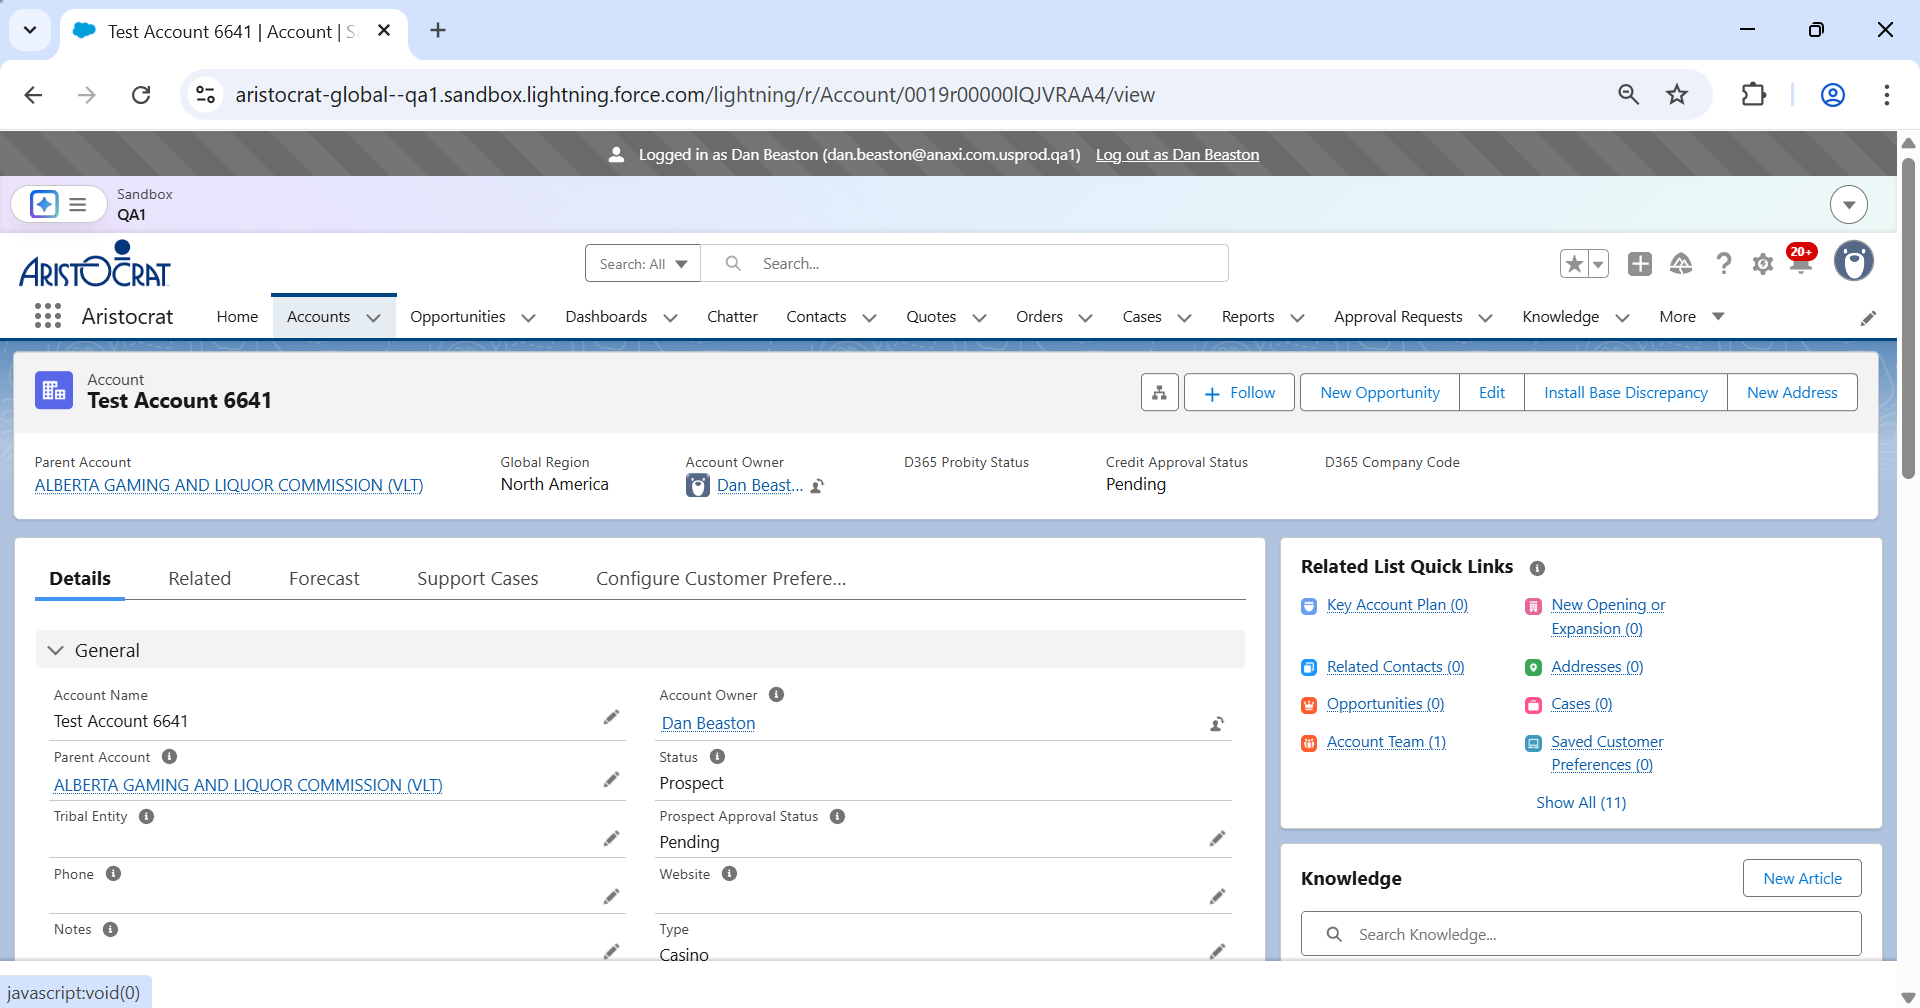 Test Account 6641 | Account | S
aristocrat-global--qa1.sandbox.lightning.force.com/lightning/r/Account/0019r00000lQJVRAA4/view
Logged in as Dan Beaston (dan.beaston@anaxi.com.usprod.qa1) Log out as Dan Beaston
Sandbox
QA1
ARISTOCRAT
Search: All
Search...
20+
Aristocrat
Home
Accounts
Opportunities
Dashboards
Chatter
Contacts
Quotes
Orders
Cases
Reports
Approval Requests
Knowledge
More
Account
Test Account 6641
Follow
New Opportunity
Edit
Install Base Discrepancy
New Address
Parent Account
ALBERTA GAMING AND LIQUOR COMMISSION (VLT)
Global Region
North America
Account Owner
Dan Beast...
D365 Probity Status
Credit Approval Status
Pending
D365 Company Code
Details
Related
Forecast
Support Cases
Configure Customer Prefere...
General
Account Name
Test Account 6641
Account Owner
Dan Beaston
Parent Account
ALBERTA GAMING AND LIQUOR COMMISSION (VLT)
Status
Prospect
Tribal Entity
Prospect Approval Status
Pending
Phone
Website
Notes
Type
Casino
Related List Quick Links
Key Account Plan (0)
New Opening or
Expansion (0)
Related Contacts (0)
Addresses (0)
Opportunities (0)
Cases (0)
Account Team (1)
Saved Customer
Preferences (0)
Show All (11)
Knowledge
New Article
Search Knowledge...
javascript:void(0)